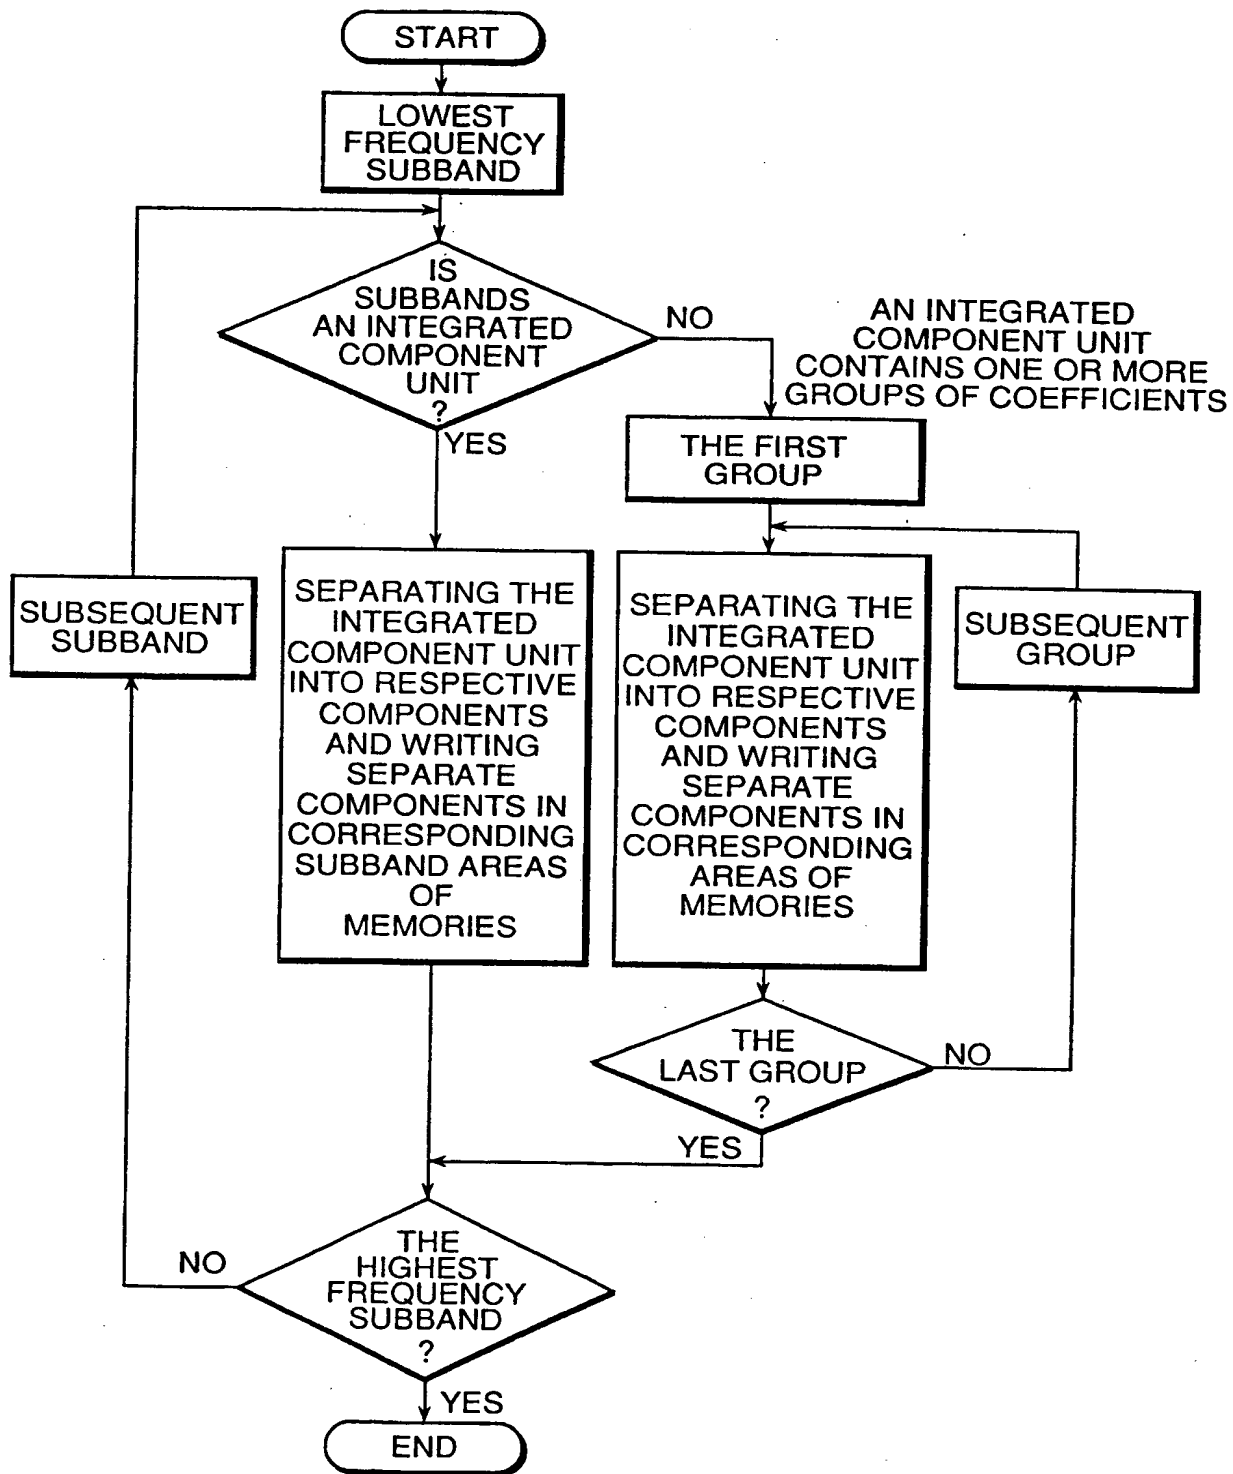 START
LOWEST
FREQUENCY
SUBBAND
IS
SUBBANDS
AN INTEGRATED
COMPONENT
UNIT
?
NO
YES
AN INTEGRATED
COMPONENT UNIT
CONTAINS ONE OR MORE
GROUPS OF COEFFICIENTS
THE FIRST
GROUP
SUBSEQUENT
SUBBAND
SEPARATING THE
INTEGRATED
COMPONENT UNIT
INTO RESPECTIVE
COMPONENTS
AND WRITING
SEPARATE
COMPONENTS IN
CORRESPONDING
SUBBAND AREAS
OF
MEMORIES
SEPARATING THE
INTEGRATED
COMPONENT UNIT
INTO RESPECTIVE
COMPONENTS
AND WRITING
SEPARATE
COMPONENTS IN
CORRESPONDING
AREAS OF
MEMORIES
SUBSEQUENT
GROUP
THE
LAST GROUP
?
NO
YES
THE
HIGHEST
FREQUENCY
SUBBAND
?
NO
YES
END